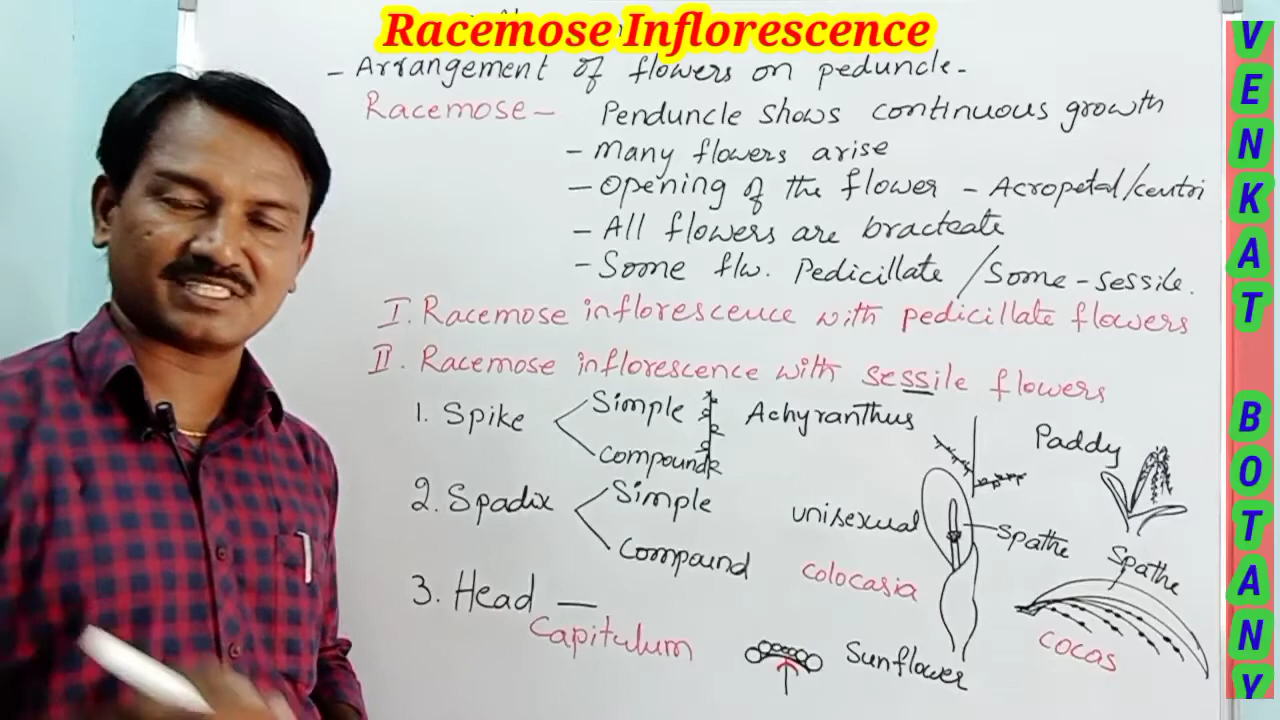 Racemose Inflorescence
- Arrangement of flowers on peduncle-
Racemose - Penduncle shows continuous growth
- Many flowers arise
- Opening of the flower - Acropetal/centri
- All flowers are bracteate
- Some flw. Pedicillate / Some - sessile.
I. Racemose inflorescence with pedicillate flowers
II. Racemose inflorescence with sessile flowers
1. Spike
Simple
compound
Achyranthus
Paddy
2. Spadix
Simple
Compound
unisexual
Spathe
colocasia
Spathe
cocas
3. Head —
Capitulum
Sunflower
VENKAT BOTANY